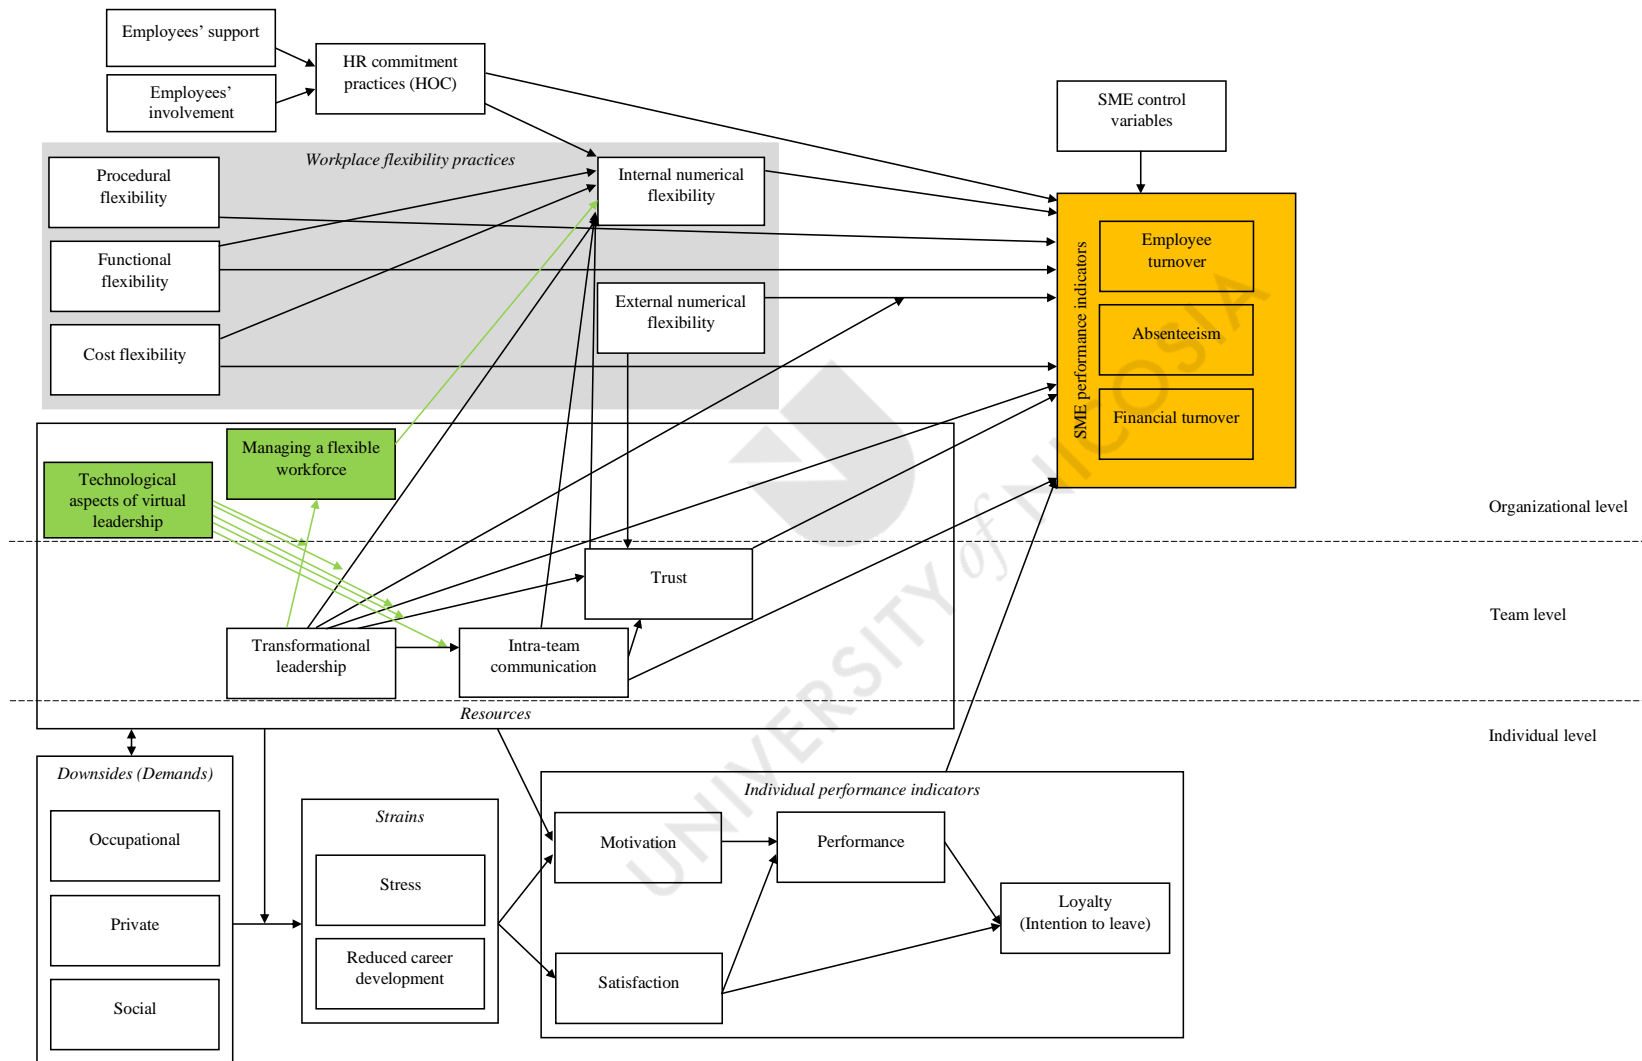 Employees' support
HR commitment
practices (HOC)
Employees'
involvement
SME control
variables
Workplace flexibility practices
Procedural
flexibility
Internal numerical
flexibility
Functional
flexibility
External numerical
flexibility
Cost flexibility
SME performance indicators
Employee
turnover
Absenteeism
Financial turnover
Managing a flexible
workforce
Technological
aspects of virtual
leadership
Organizational level
Trust
Team level
Transformational
leadership
Intra-team
communication
Resources
Individual level
Downsides (Demands)
Occupational
Private
Social
Strains
Stress
Reduced career
development
Individual performance indicators
Motivation
Performance
Loyalty
(Intention to leave)
Satisfaction
UNIVERSITY of NICOSIA